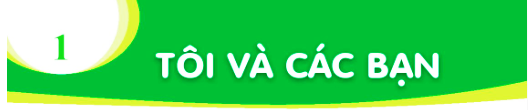 1
TÔI VÀ CÁC BẠN